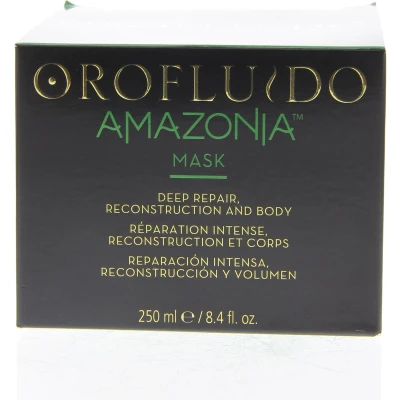 OROFLUIDO
AMAZONIA™
MASK
DEEP REPAIR,
RECONSTRUCTION AND BODY
RÉPARATION INTENSE,
RECONSTRUCTION ET CORPS
REPARACIÓN INTENSA,
RECONSTRUCCIÓN Y VOLUMEN
250 ml ℮ / 8.4 fl. oz.